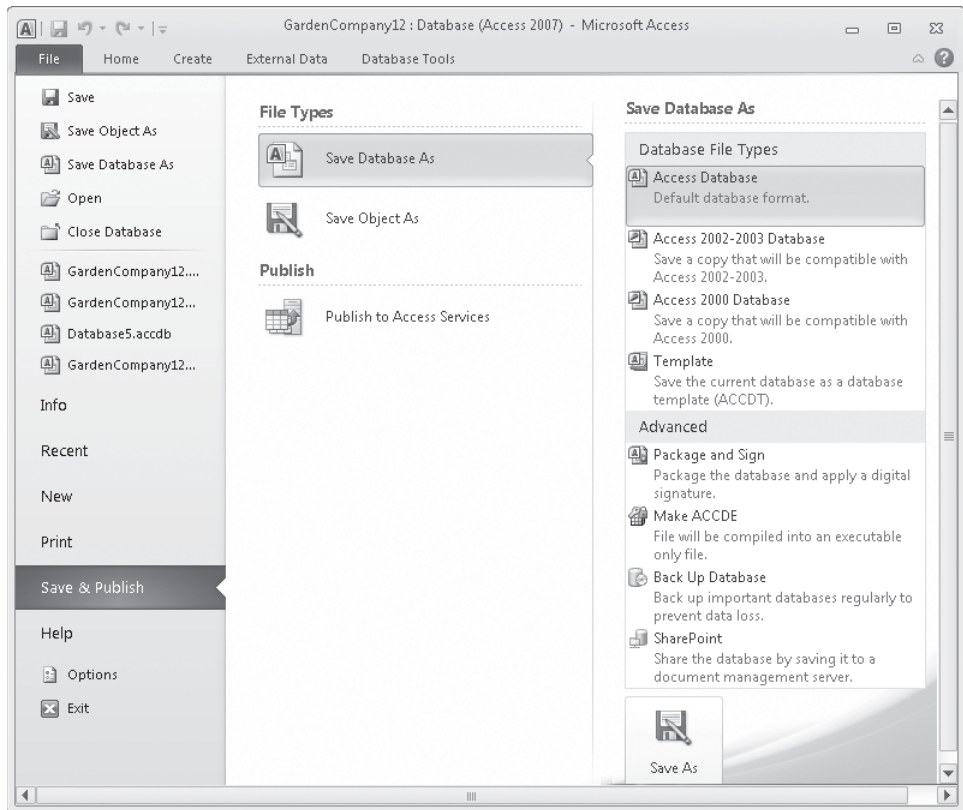 GardenCompany12 : Database (Access 2007) - Microsoft Access
File
Home
Create
External Data
Database Tools
Save
Save Object As
Save Database As
Open
Close Database
GardenCompany12....
GardenCompany12...
Database5.accdb
GardenCompany12...
Info
Recent
New
Print
Save & Publish
Help
Options
Exit
File Types
Save Database As
Save Object As
Publish
Publish to Access Services
Save Database As
Database File Types
Access Database
Default database format.
Access 2002-2003 Database
Save a copy that will be compatible with
Access 2002-2003.
Access 2000 Database
Save a copy that will be compatible with
Access 2000.
Template
Save the current database as a database
template (ACCDT).
Advanced
Package and Sign
Package the database and apply a digital
signature.
Make ACCDE
File will be compiled into an executable
only file.
Back Up Database
Back up important databases regularly to
prevent data loss.
SharePoint
Share the database by saving it to a
document management server.
Save As